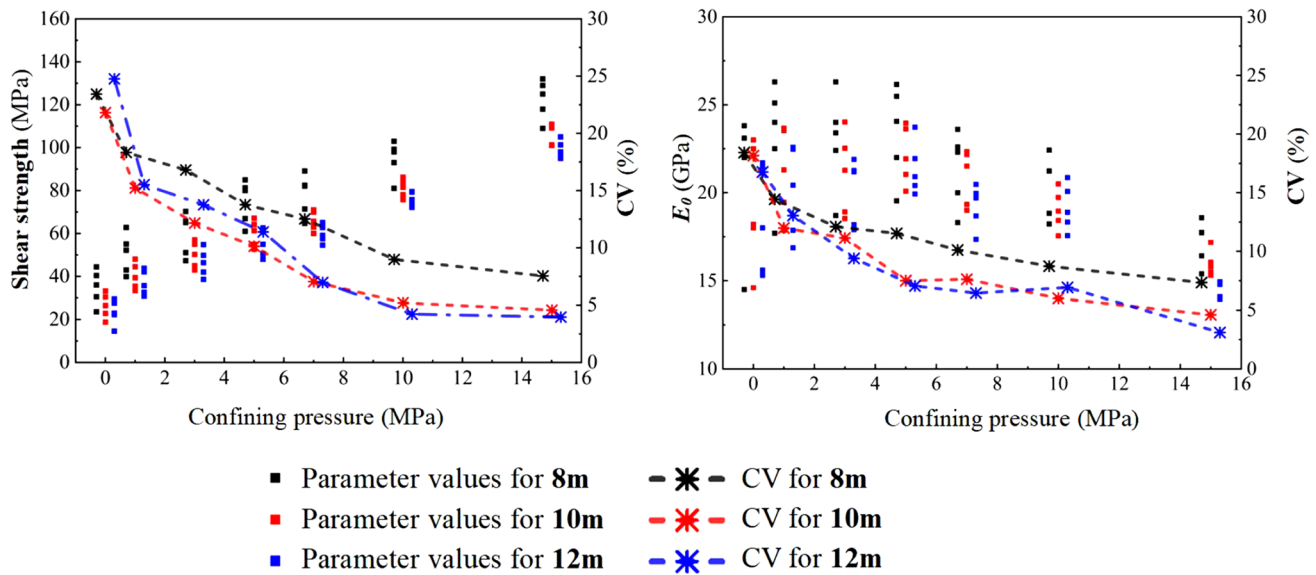 160
140
120
100
80
60
40
20
0
Shear strength (MPa)
30
25
20
15
10
5
0
CV (%)
0 2 4 6 8 10 12 14 16
Confining pressure (MPa)
30
25
20
15
10
E0 (GPa)
30
25
20
15
10
5
0
CV (%)
0 2 4 6 8 10 12 14 16
Confining pressure (MPa)
Parameter values for 8m
CV for 8m
Parameter values for 10m
CV for 10m
Parameter values for 12m
CV for 12m